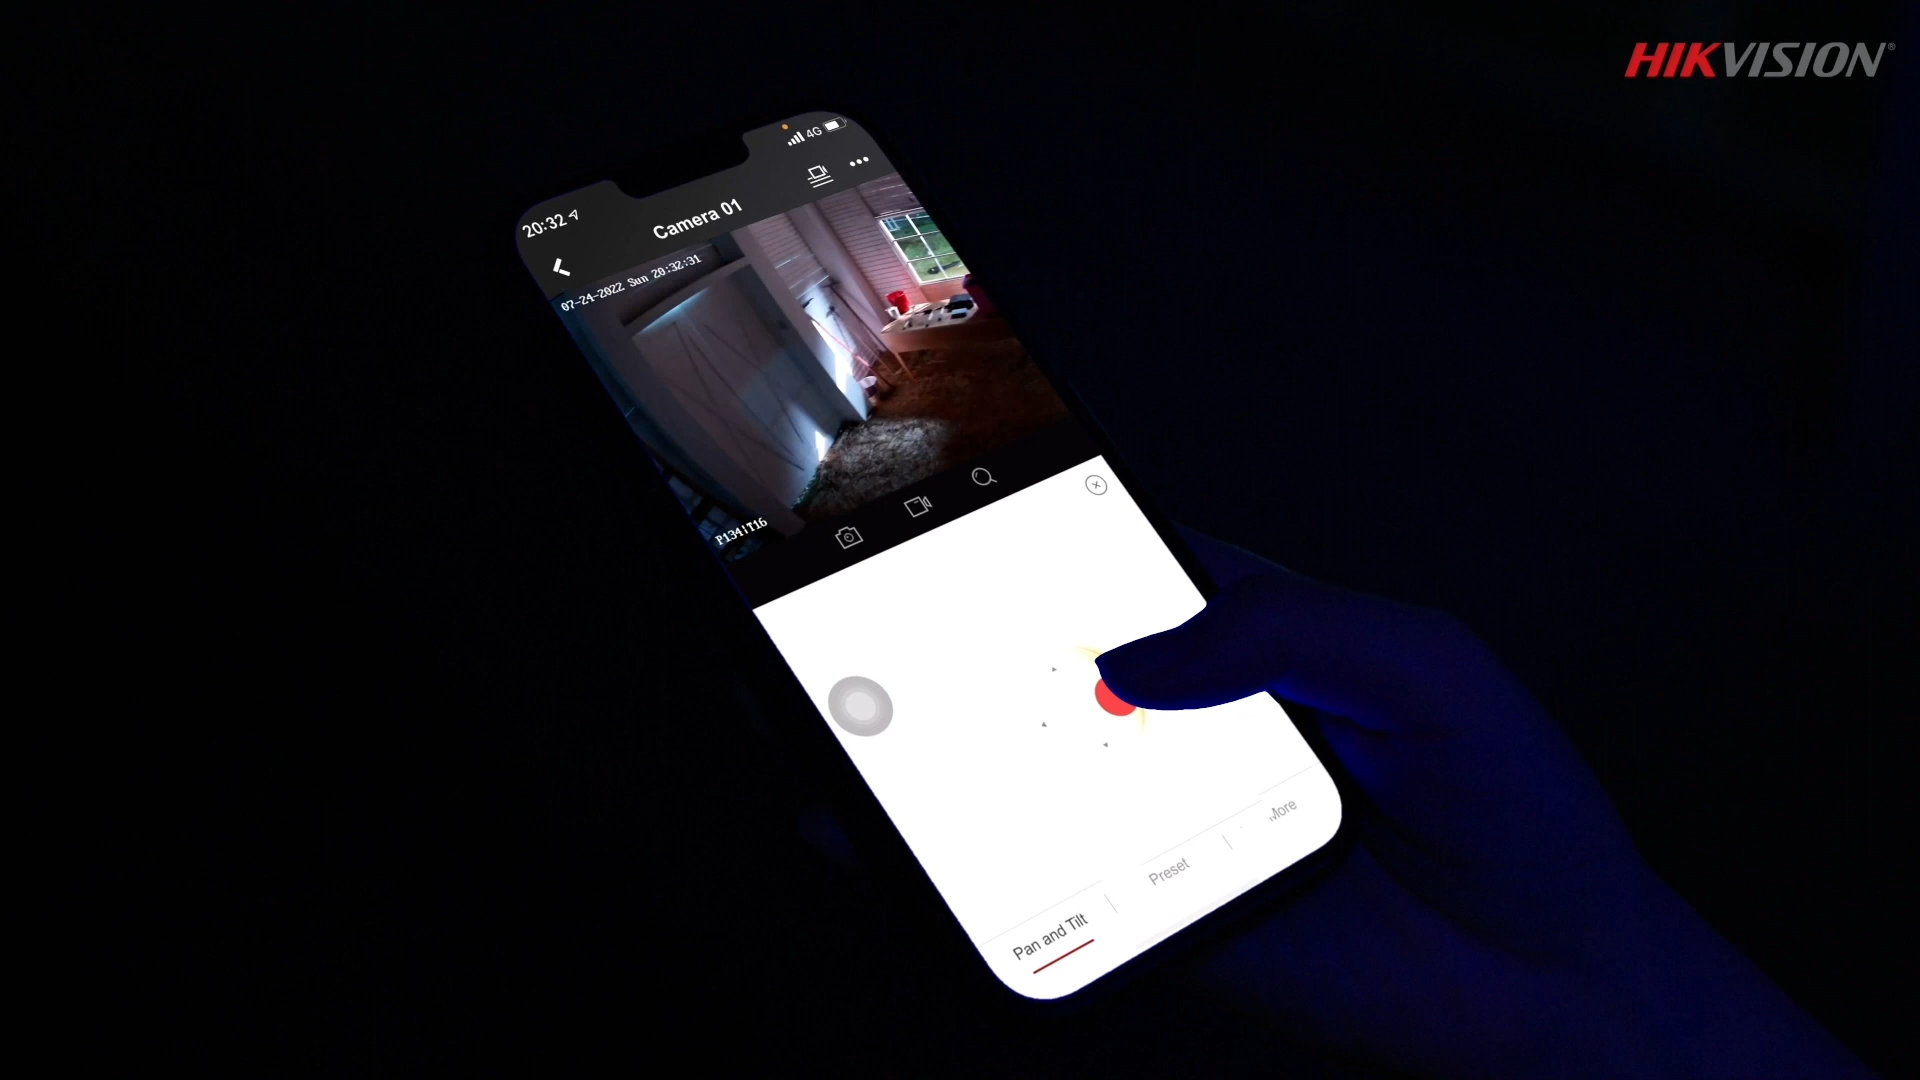 HIKVISION®
4G
20:32
Camera 01
07-24-2022 Sun 20:32:31
P134|T16
More
Preset
Pan and Tilt